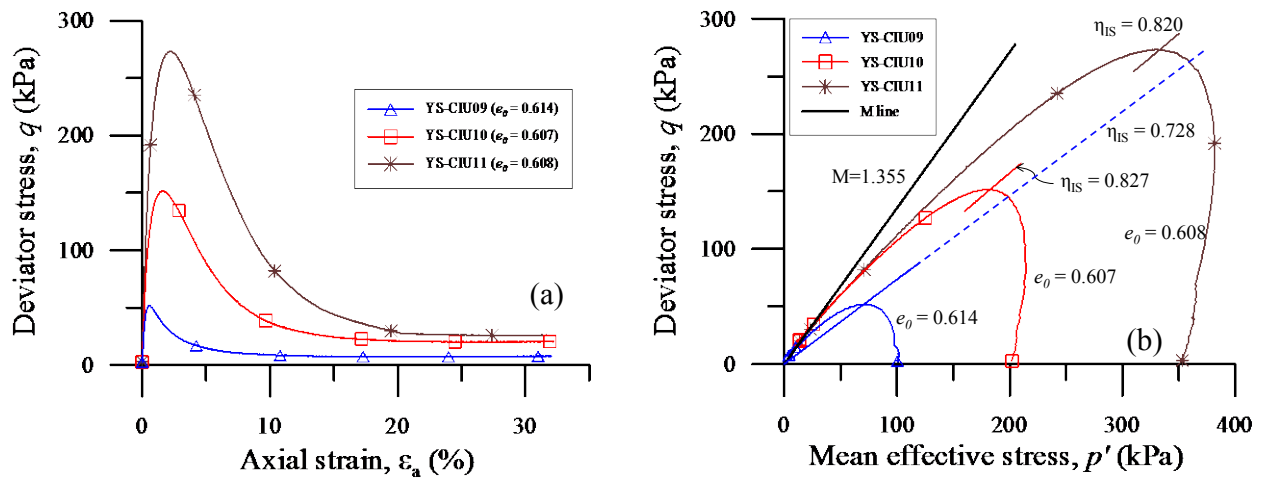 300
200
100
0
0
10
20
30
Deviator stress, q (kPa)
Axial strain, εa (%)
YS-CIU09 (e0 = 0.614)
YS-CIU10 (e0 = 0.607)
YS-CIU11 (e0 = 0.608)
(a)
300
200
100
0
0
100
200
300
400
Deviator stress, q (kPa)
Mean effective stress, p' (kPa)
YS-CIU09
YS-CIU10
YS-CIU11
M line
M=1.355
ηIS = 0.820
ηIS = 0.728
ηIS = 0.827
e0 = 0.608
e0 = 0.607
e0 = 0.614
(b)